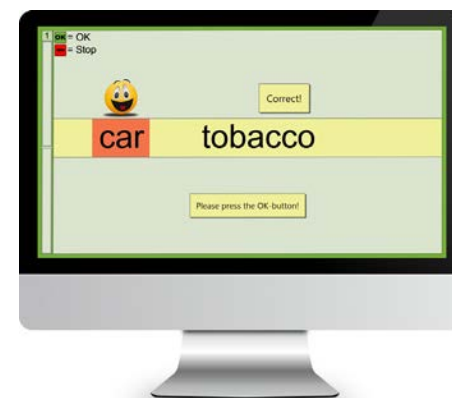 1 OK = OK
= Stop
Correct!
car tobacco
Please press the OK-button!